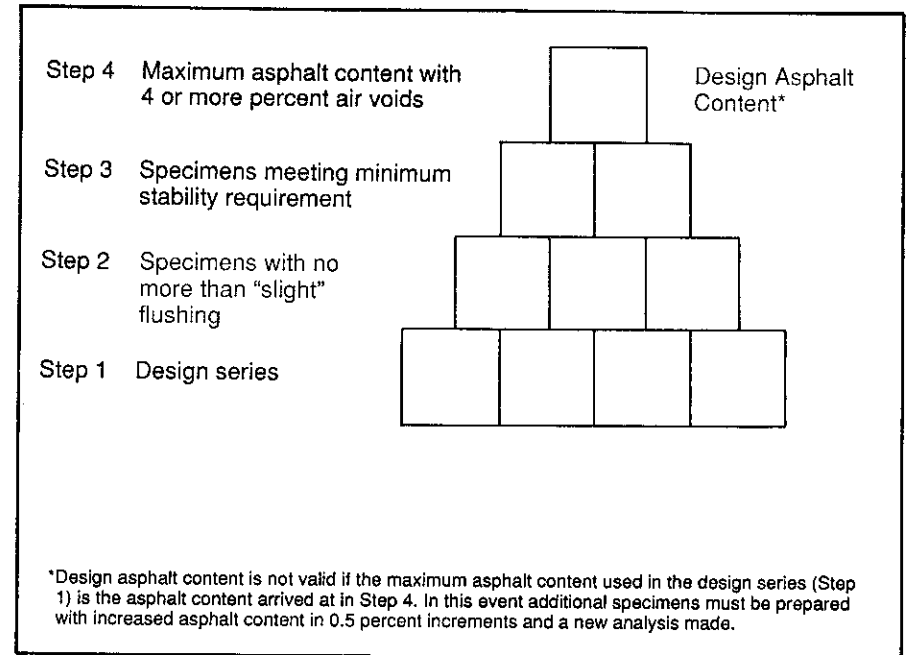 Step 4 Maximum asphalt content with
4 or more percent air voids
Design Asphalt
Content*
Step 3 Specimens meeting minimum
stability requirement
Step 2 Specimens with no
more than “slight”
flushing
Step 1 Design series
*Design asphalt content is not valid if the maximum asphalt content used in the design series (Step
1) is the asphalt content arrived at in Step 4. In this event additional specimens must be prepared
with increased asphalt content in 0.5 percent increments and a new analysis made.